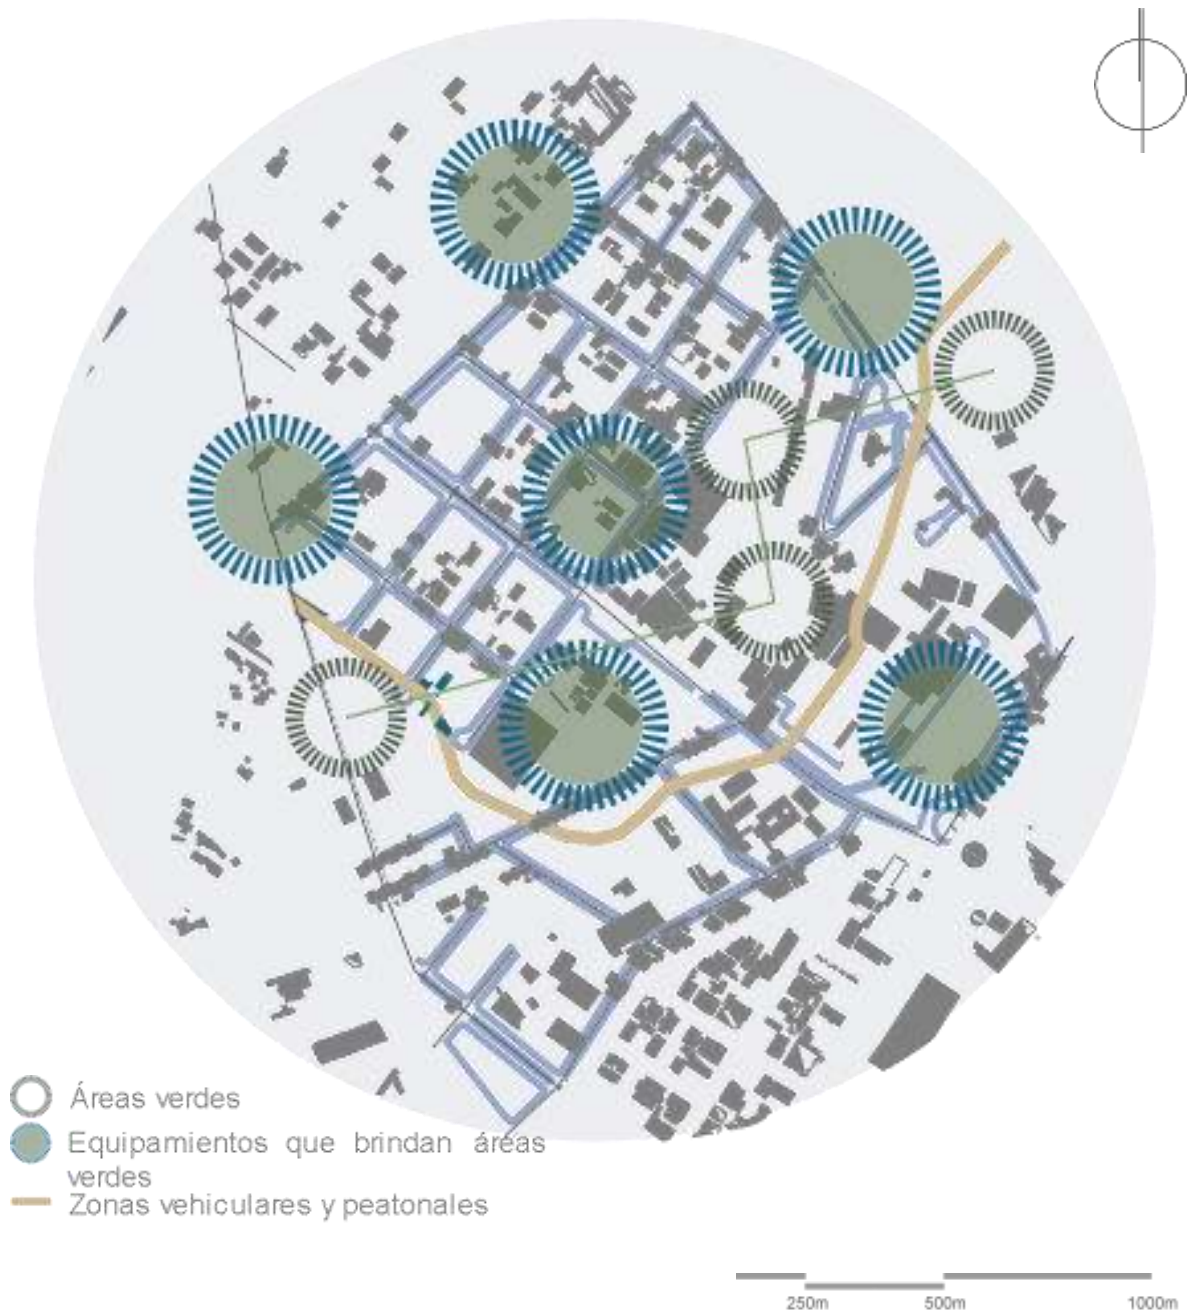 Áreas verdes
Equipamientos que brindan áreas
verdes
Zonas vehiculares y peatonales
250m 500m 1000m